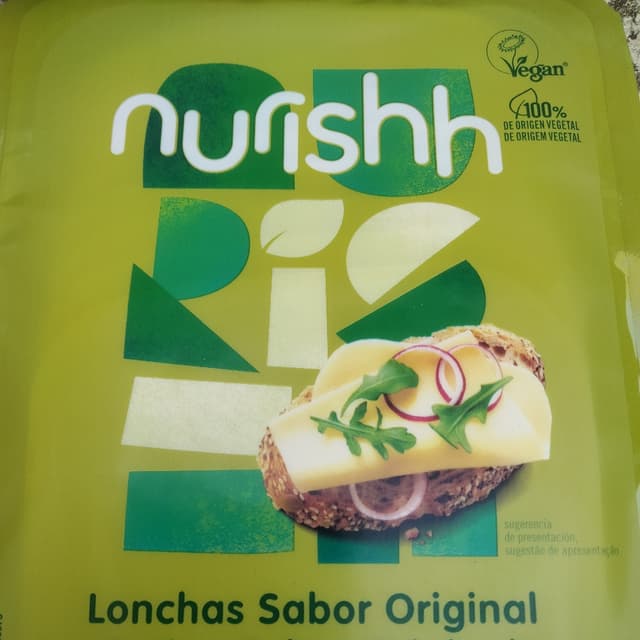 Vegan
nurishh
100%
DE ORIGEN VEGETAL
DE ORIGEM VEGETAL
sugerencia
de presentación,
sugestão de apresentação
Lonchas Sabor Original